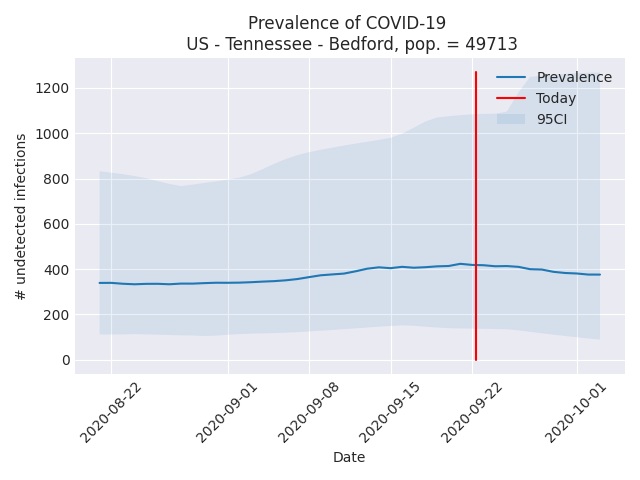 Prevalence of COVID-19
US - Tennessee - Bedford, pop. = 49713
Prevalence
Today
95CI
1200
1000
800
600
400
200
0
# undetected infections
2020-08-22
2020-09-01
2020-09-08
2020-09-15
2020-09-22
2020-10-01
Date